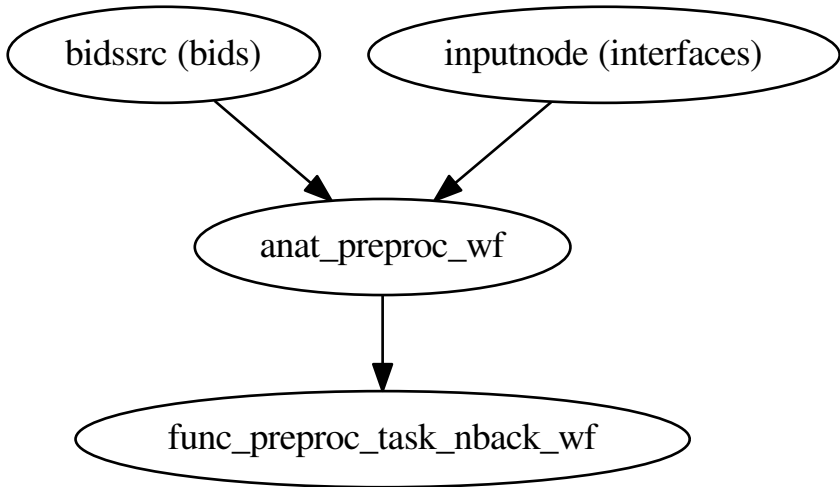 bidssrc (bids)
inputnode (interfaces)
anat_preproc_wf
func_preproc_task_nback_wf